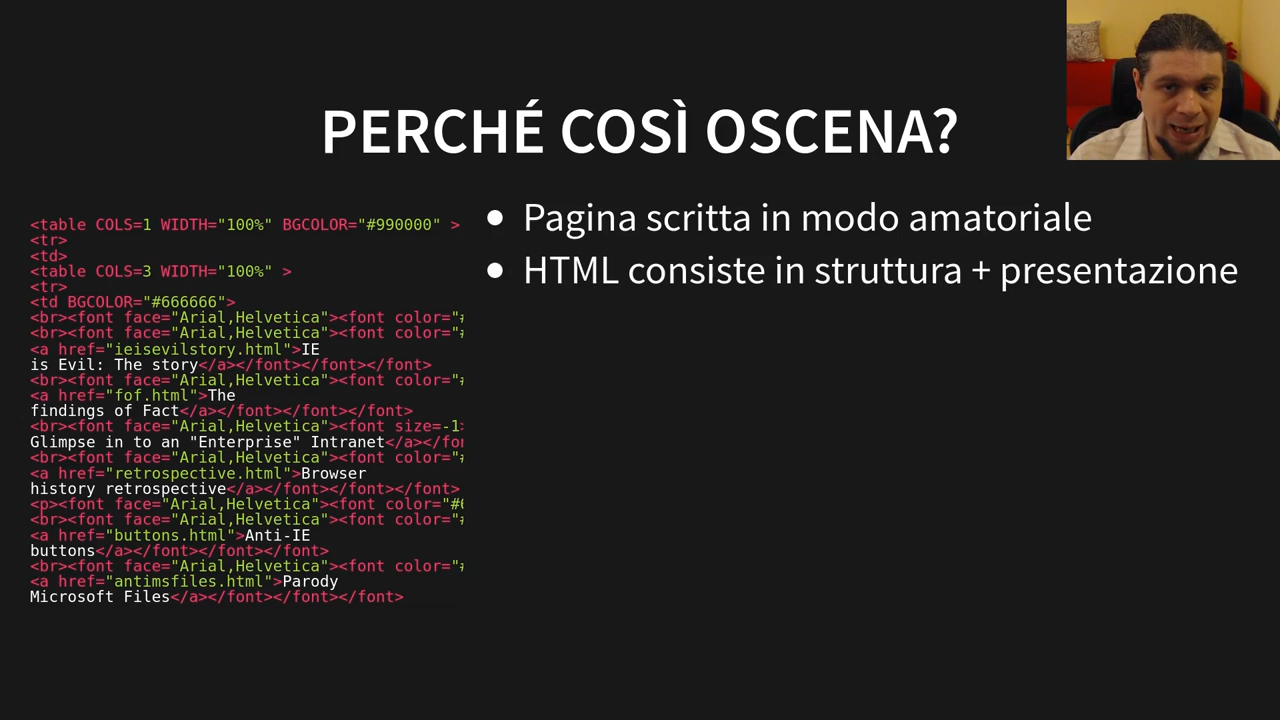 PERCHÉ COSÌ OSCENA?
<table COLS=1 WIDTH="100%" BGCOLOR="#990000" >
<tr>
<td>
<table COLS=3 WIDTH="100%" >
<tr>
<td BGCOLOR="#666666">
<br><font face="Arial,Helvetica"><font color="#
<br><font face="Arial,Helvetica"><font color="#
<a href="ieisevilstory.html">IE
is Evil: The story</a></font></font></font>
<br><font face="Arial,Helvetica"><font color="#
<a href="fof.html">The
findings of Fact</a></font></font></font>
<br><font face="Arial,Helvetica"><font size=-1>
Glimpse in to an "Enterprise" Intranet</a></fon
<br><font face="Arial,Helvetica"><font color="#
<a href="retrospective.html">Browser
history retrospective</a></font></font></font>
<p><font face="Arial,Helvetica"><font color="#6
<br><font face="Arial,Helvetica"><font color="#
<a href="buttons.html">Anti-IE
buttons</a></font></font></font>
<br><font face="Arial,Helvetica"><font color="#
<a href="antimsfiles.html">Parody
Microsoft Files</a></font></font></font>
● Pagina scritta in modo amatoriale
● HTML consiste in struttura + presentazione